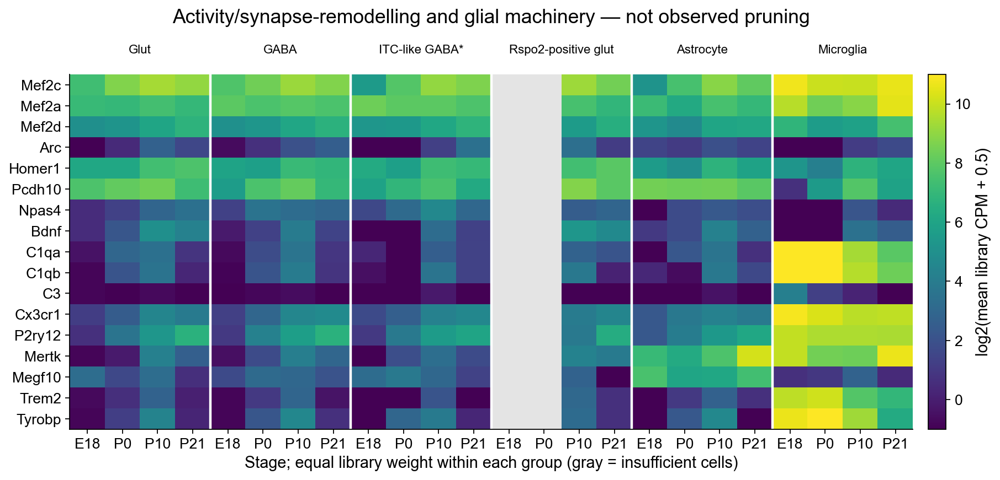 Activity/synapse-remodelling and glial machinery — not observed pruning
Glut GABA ITC-like GABA* Rspo2-positive glut Astrocyte Microglia
Mef2c
Mef2a
Mef2d
Arc
Homer1
Pcdh10
Npas4
Bdnf
C1qa
C1qb
C3
Cx3cr1
P2ry12
Mertk
Megf10
Trem2
Tyrobp
E18 P0 P10 P21 E18 P0 P10 P21 E18 P0 P10 P21 E18 P0 P10 P21 E18 P0 P10 P21 E18 P0 P10 P21
Stage; equal library weight within each group (gray = insufficient cells)
10
8
6
4
2
0
log2(mean library CPM + 0.5)